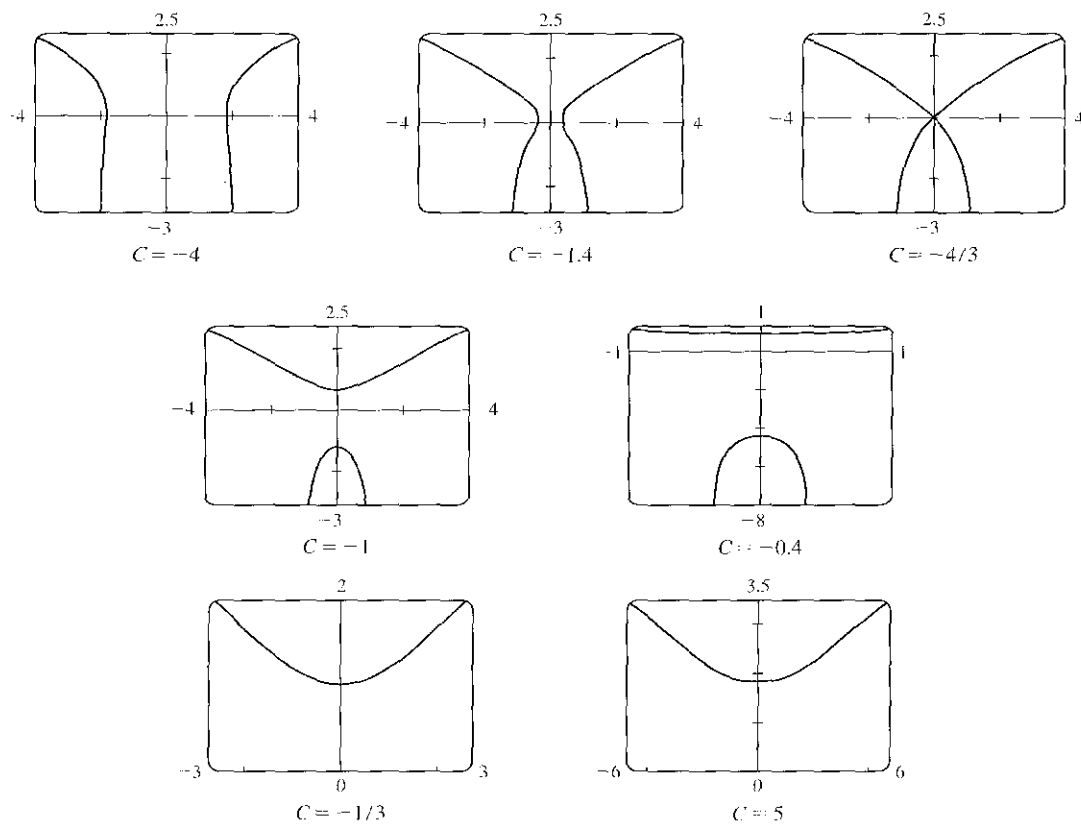 2.5 2.5 2.5
-4 4 -4 4 -4 4
-3 -3 -3
C = -4 C = -1.4 C = -4/3
2.5 1
-4 4 -1 1
-3 -8
C = -1 C = -0.4
2 3.5
-3 3 -6 6
0 0
C = -1/3 C = 5